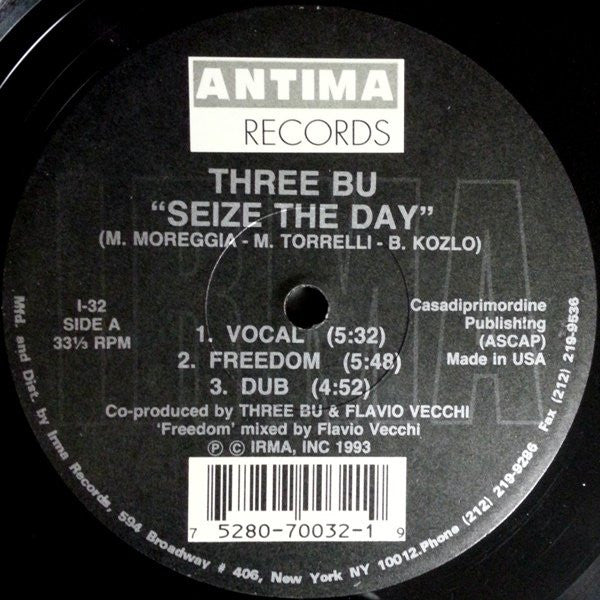 ANTIMA
RECORDS
THREE BU
“SEIZE THE DAY”
(M. MOREGGIA - M. TORRELLI - B. KOZLO)
I-32
SIDE A
33⅓ RPM
Casadiprimordine
Publishing
(ASCAP)
Made in USA
1. VOCAL (5:32)
2. FREEDOM (5:48)
3. DUB (4:52)
Co-produced by THREE BU & FLAVIO VECCHI
‘Freedom’ mixed by Flavio Vecchi
Ⓟ © IRMA, INC 1993
7 5280-70032-1 9
Mfd. and Dist. by Irma Records, 594 Broadway # 406, New York NY 10012.Phone (212) 219-9286 Fax (212) 219-9536
IRMA